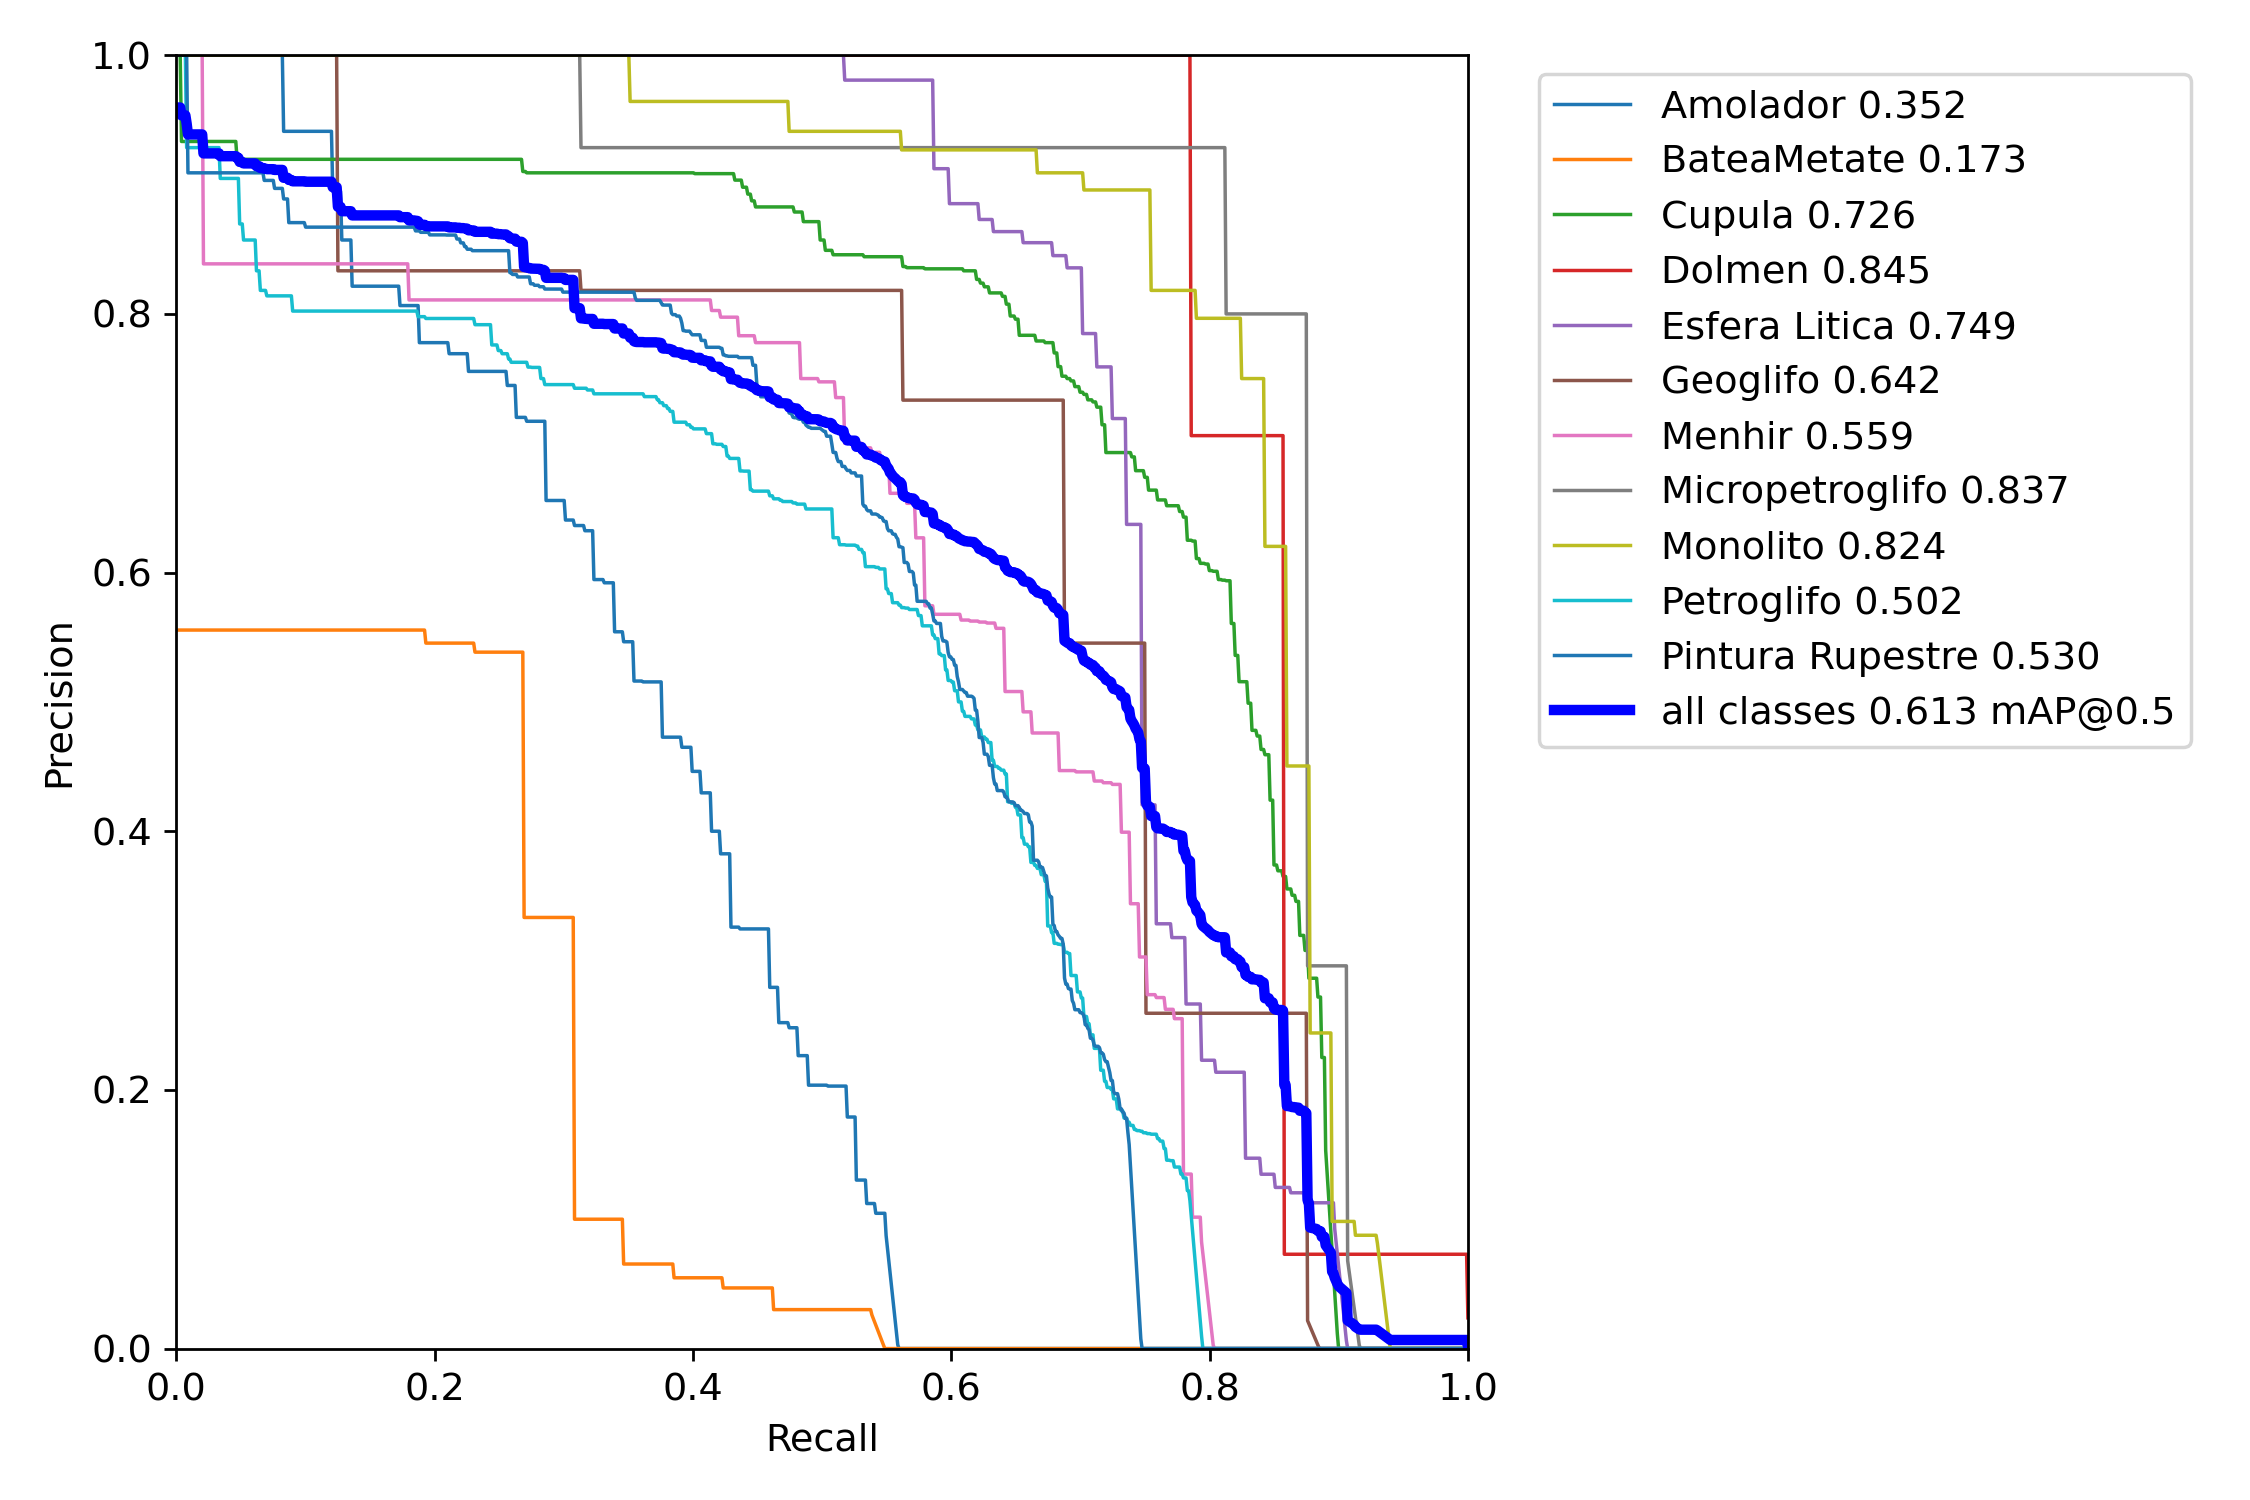 1.0
0.8
0.6
0.4
0.2
0.0
Precision
0.0 0.2 0.4 0.6 0.8 1.0
Recall
Amolador 0.352
BateaMetate 0.173
Cupula 0.726
Dolmen 0.845
Esfera Litica 0.749
Geoglifo 0.642
Menhir 0.559
Micropetroglifo 0.837
Monolito 0.824
Petroglifo 0.502
Pintura Rupestre 0.530
all classes 0.613 mAP@0.5